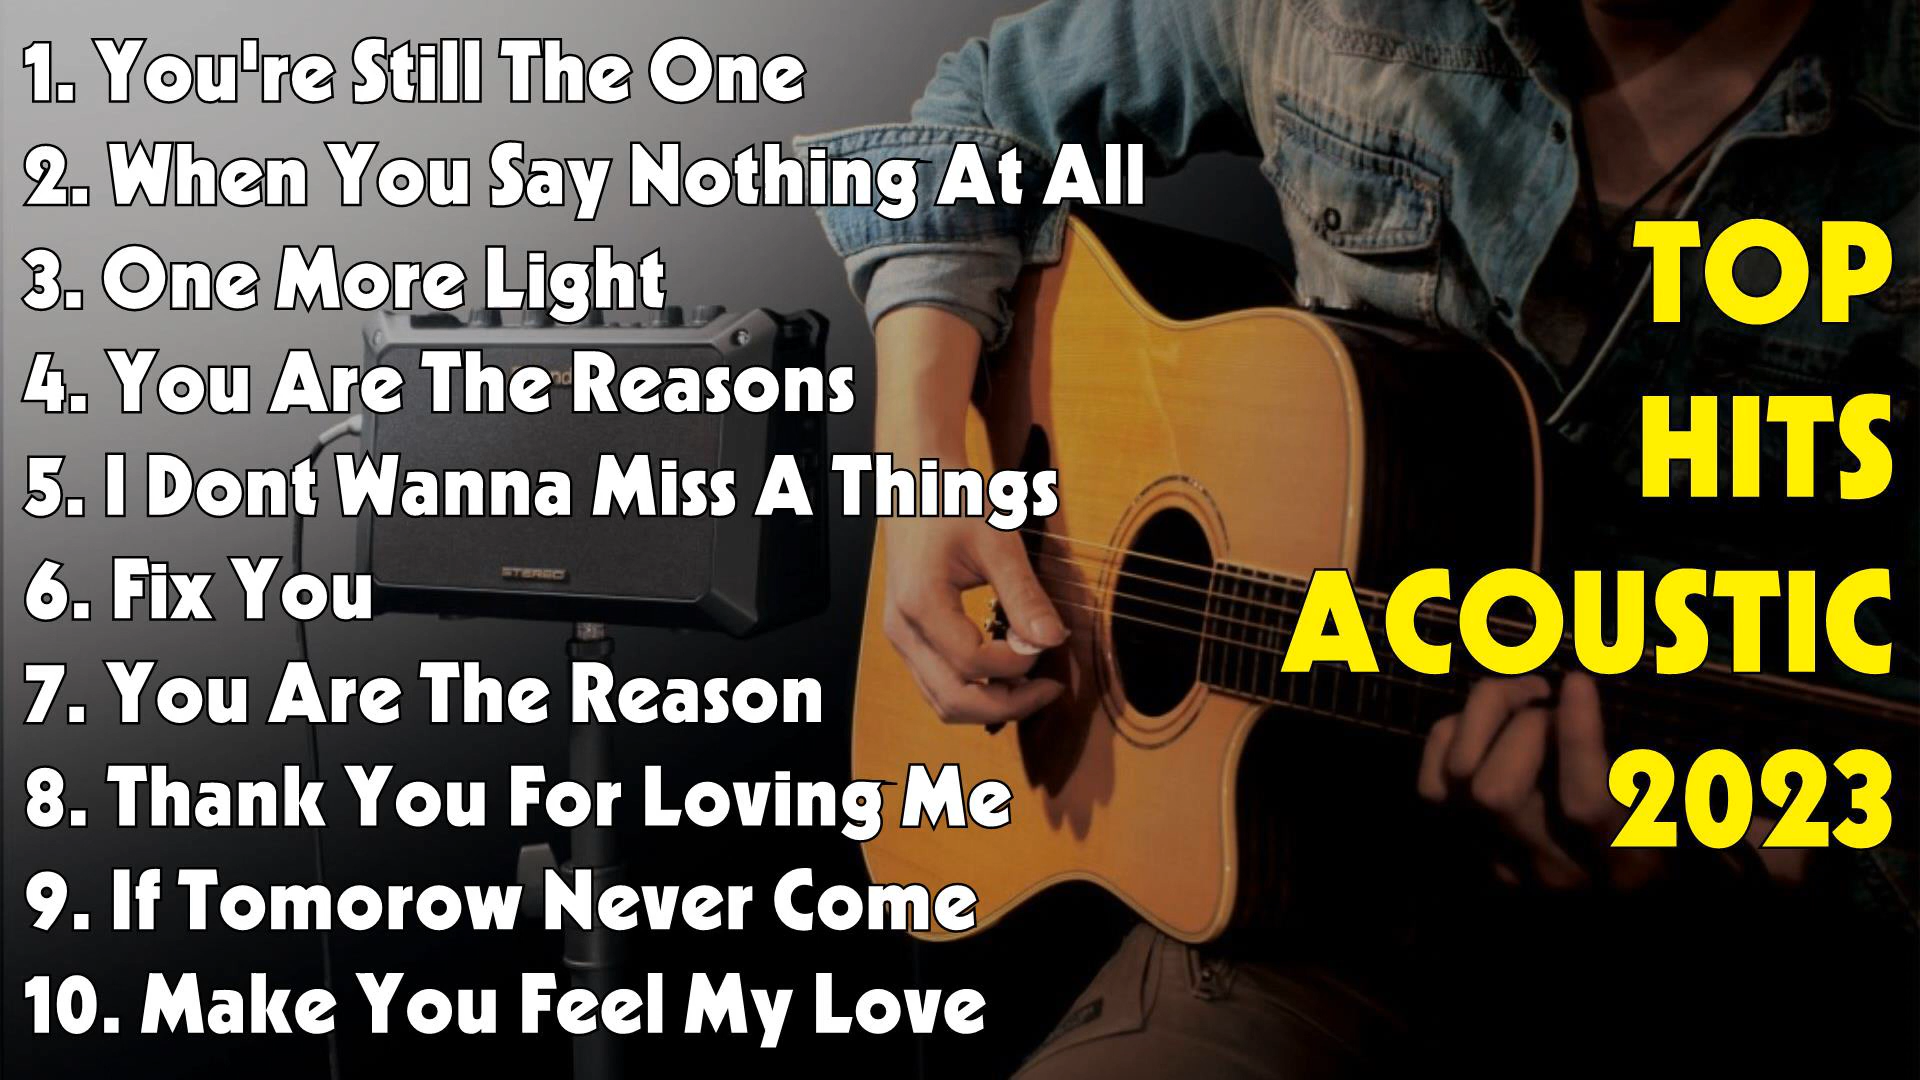 1. You're Still The One
2. When You Say Nothing At All
3. One More Light
4. You Are The Reasons
5. I Dont Wanna Miss A Things
6. Fix You
7. You Are The Reason
8. Thank You For Loving Me
9. If Tomorow Never Come
10. Make You Feel My Love
TOP
HITS
ACOUSTIC
2023
STEREO